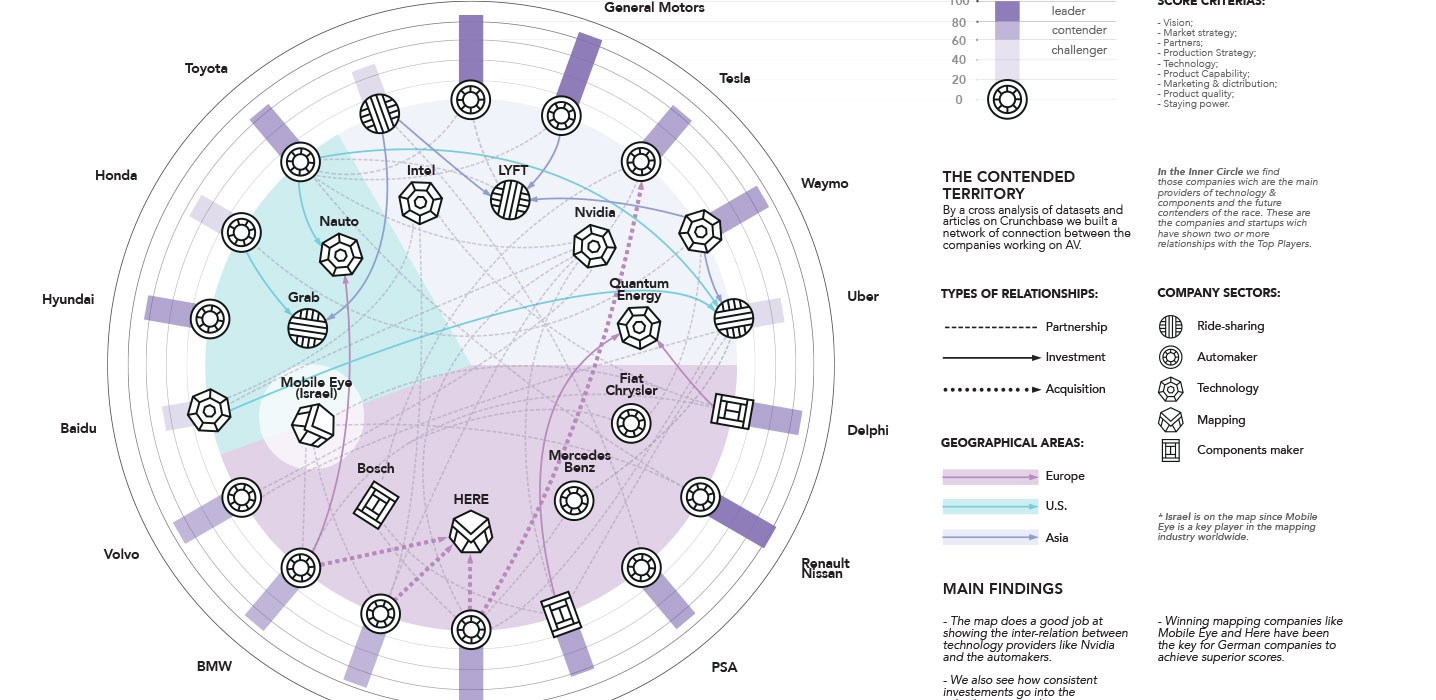 General Motors
Toyota
Tesla
Honda
Waymo
Hyundai
Uber
Baidu
Delphi
Volvo
Renault
Nissan
BMW
PSA
Intel
LYFT
Nauto
Nvidia
Grab
Quantum
Energy
Mobile Eye
(Israel)
Fiat
Chrysler
Bosch
Mercedes
Benz
HERE
100
80
60
40
20
0
leader
contender
challenger
SCORE CRITERIAS:
- Vision;
- Market strategy;
- Partners;
- Production Strategy;
- Technology;
- Product Capability;
- Marketing & dictribution;
- Product quality;
- Staying power.
THE CONTENDED
TERRITORY
By a cross analysis of datasets and
articles on Crunchbase we built a
network of connection between the
companies working on AV.
In the Inner Circle we find
those companies wich are the main
providers of technology &
components and the future
contenders of the race. These are
the companies and startups wich
have shown two or more
relationships with the Top Players.
TYPES OF RELATIONSHIPS:
Partnership
Investment
Acquisition
COMPANY SECTORS:
Ride-sharing
Automaker
Technology
Mapping
Components maker
GEOGRAPHICAL AREAS:
Europe
U.S.
Asia
* Israel is on the map since Mobile
Eye is a key player in the mapping
industry worldwide.
MAIN FINDINGS
- The map does a good job at
showing the inter-relation between
technology providers like Nvidia
and the automakers.
- We also see how consistent
investements go into the
- Winning mapping companies like
Mobile Eye and Here have been
the key for German companies to
achieve superior scores.